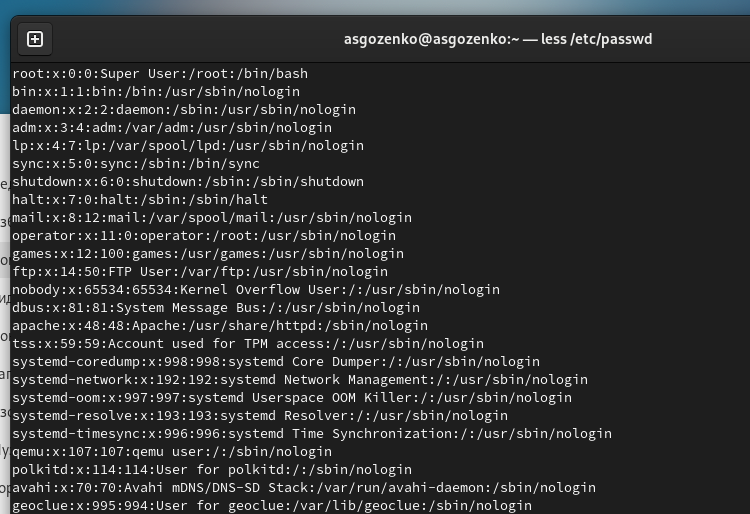 asgozenko@asgozenko:~ — less /etc/passwd
root:x:0:0:Super User:/root:/bin/bash
bin:x:1:1:bin:/bin:/usr/sbin/nologin
daemon:x:2:2:daemon:/sbin:/usr/sbin/nologin
adm:x:3:4:adm:/var/adm:/usr/sbin/nologin
lp:x:4:7:lp:/var/spool/lpd:/usr/sbin/nologin
sync:x:5:0:sync:/sbin:/bin/sync
shutdown:x:6:0:shutdown:/sbin:/sbin/shutdown
halt:x:7:0:halt:/sbin:/sbin/halt
mail:x:8:12:mail:/var/spool/mail:/usr/sbin/nologin
operator:x:11:0:operator:/root:/usr/sbin/nologin
games:x:12:100:games:/usr/games:/usr/sbin/nologin
ftp:x:14:50:FTP User:/var/ftp:/usr/sbin/nologin
nobody:x:65534:65534:Kernel Overflow User:/:/usr/sbin/nologin
dbus:x:81:81:System Message Bus:/:/usr/sbin/nologin
apache:x:48:48:Apache:/usr/share/httpd:/sbin/nologin
tss:x:59:59:Account used for TPM access:/:/usr/sbin/nologin
systemd-coredump:x:998:998:systemd Core Dumper:/:/usr/sbin/nologin
systemd-network:x:192:192:systemd Network Management:/:/usr/sbin/nologin
systemd-oom:x:997:997:systemd Userspace OOM Killer:/:/usr/sbin/nologin
systemd-resolve:x:193:193:systemd Resolver:/:/usr/sbin/nologin
systemd-timesync:x:996:996:systemd Time Synchronization:/:/usr/sbin/nologin
qemu:x:107:107:qemu user:/:/sbin/nologin
polkitd:x:114:114:User for polkitd:/:/sbin/nologin
avahi:x:70:70:Avahi mDNS/DNS-SD Stack:/var/run/avahi-daemon:/sbin/nologin
geoclue:x:995:994:User for geoclue:/var/lib/geoclue:/sbin/nologin